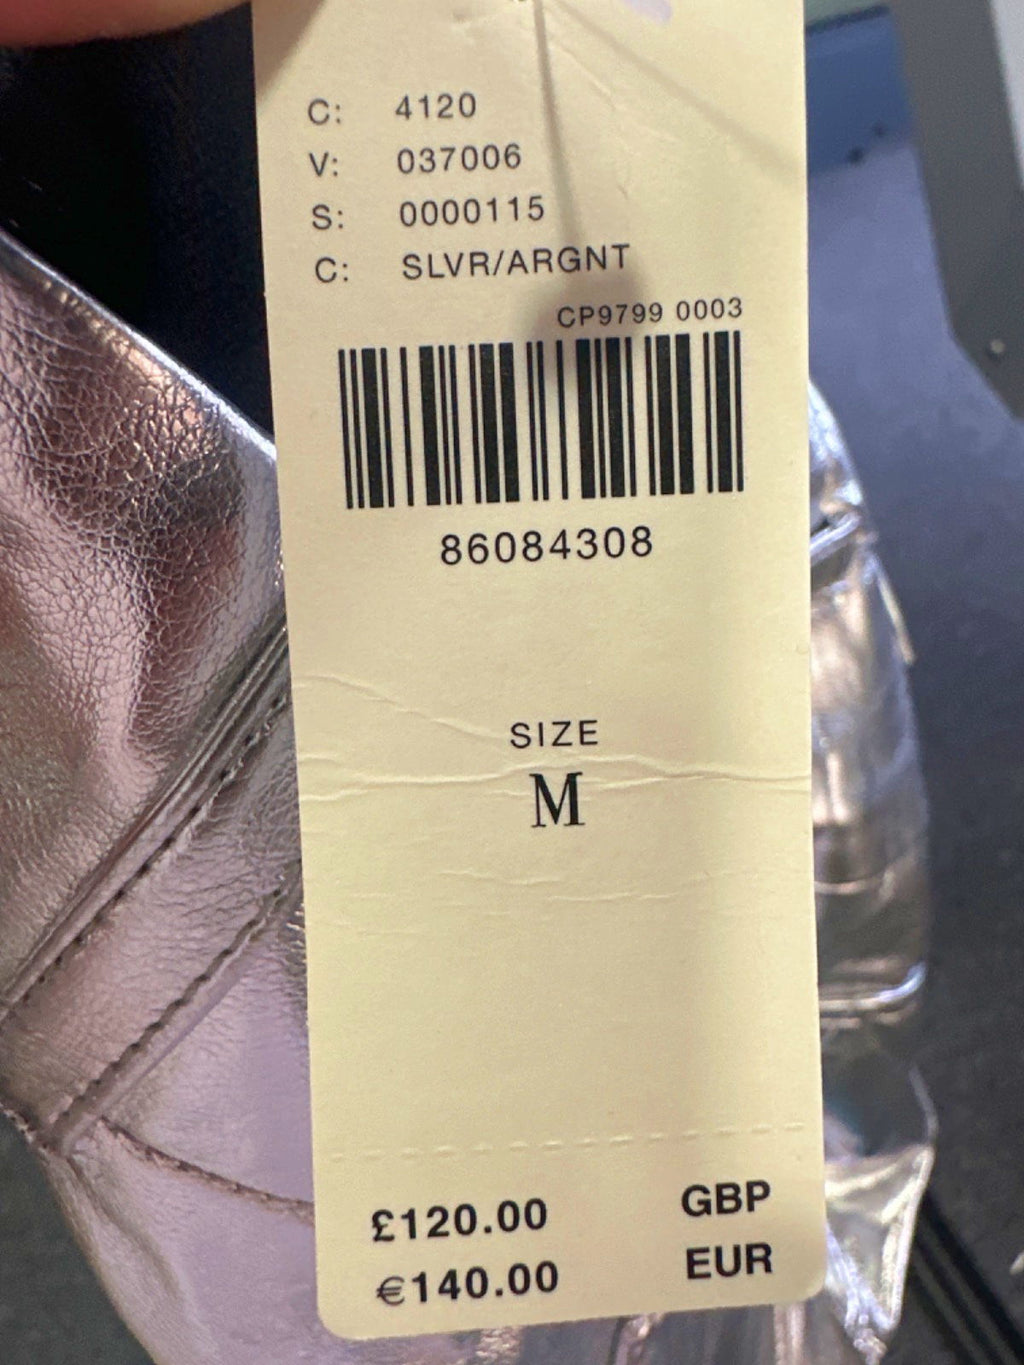 C: 4120
V: 037006
S: 0000115
C: SLVR/ARGNT
CP9799 0003
86084308
SIZE
M
£120.00 GBP
€140.00 EUR